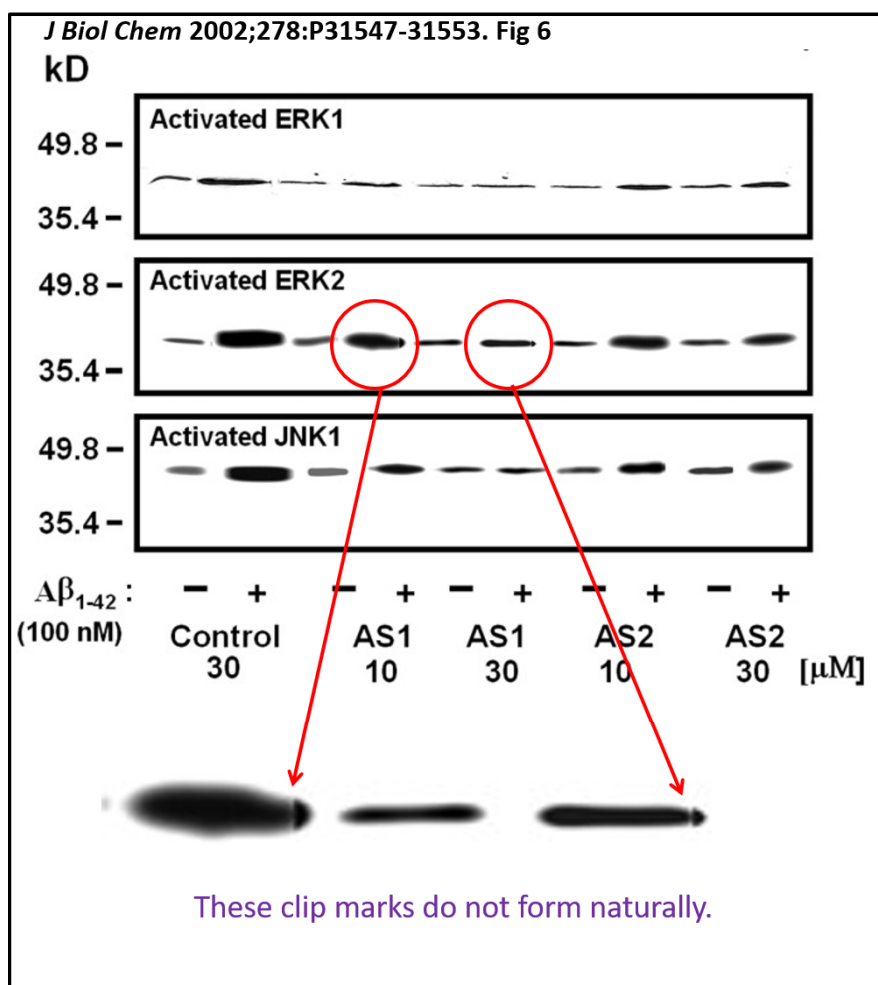 J Biol Chem 2002;278:P31547-31553. Fig 6
kD
Activated ERK1
49.8 –
35.4 –
Activated ERK2
49.8 –
35.4 –
Activated JNK1
49.8 –
35.4 –
Aβ1-42 : – + – + – + – + – +
(100 nM) Control AS1 AS1 AS2 AS2
30 10 30 10 30 [μM]
These clip marks do not form naturally.